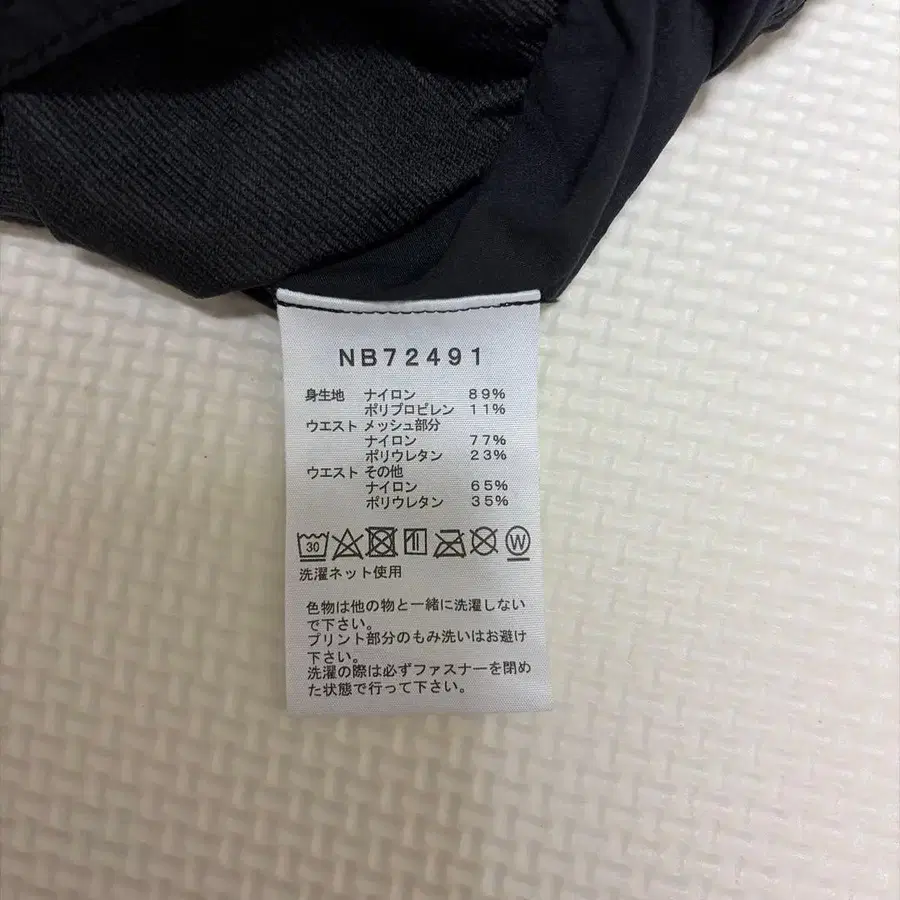 NB72491
身生地 ナイロン 89%
ポリプロピレン 11%
ウエスト メッシュ部分
ナイロン 77%
ポリウレタン 23%
ウエスト その他
ナイロン 65%
ポリウレタン 35%
30 W
洗濯ネット使用
色物は他の物と一緒に洗濯しない
で下さい。
プリント部分のもみ洗いはお避け
下さい。
洗濯の際は必ずファスナーを閉め
た状態で行って下さい。